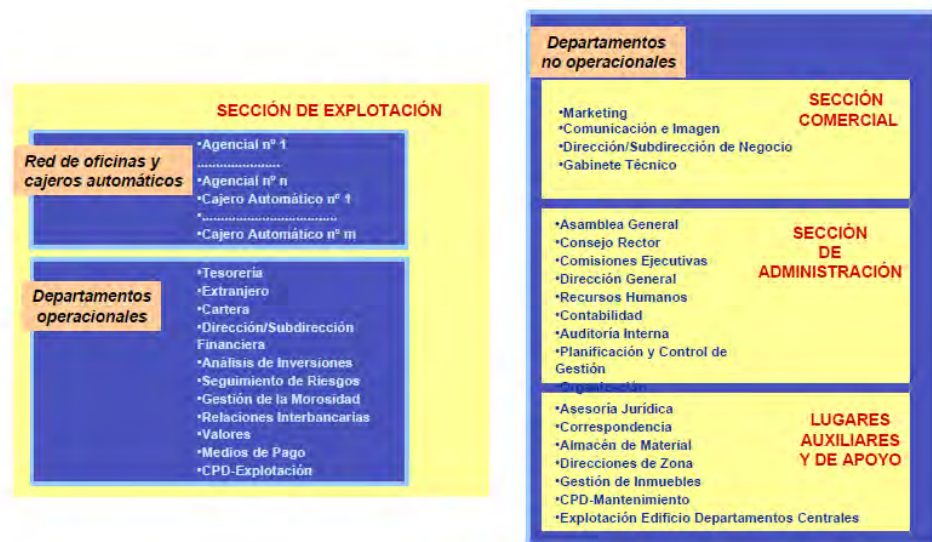 SECCIÓN DE EXPLOTACIÓN
Red de oficinas y
cajeros automáticos
•Agencial nº 1
......................
•Agencial nº n
•Cajero Automático nº 1
•....................................
•Cajero Automático nº m
Departamentos
operacionales
•Tesorería
•Extranjero
•Cartera
•Dirección/Subdirección
Financiera
•Análisis de Inversiones
•Seguimiento de Riesgos
•Gestión de la Morosidad
•Relaciones Interbancarias
•Valores
•Medios de Pago
•CPD-Explotación
Departamentos
no operacionales
SECCIÓN
COMERCIAL
•Marketing
•Comunicación e Imagen
•Dirección/Subdirección de Negocio
•Gabinete Técnico
SECCIÓN
DE
ADMINISTRACIÓN
•Asamblea General
•Consejo Rector
•Comisiones Ejecutivas
•Dirección General
•Recursos Humanos
•Contabilidad
•Auditoría Interna
•Planificación y Control de
Gestión
•Organización
LUGARES
AUXILIARES
Y DE APOYO
•Asesoría Jurídica
•Correspondencia
•Almacén de Material
•Direcciones de Zona
•Gestión de Inmuebles
•CPD-Mantenimiento
•Explotación Edificio Departamentos Centrales